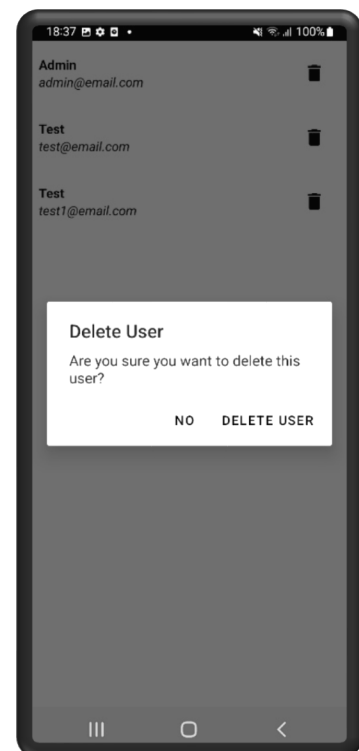 18:37 100%
Admin
admin@email.com
Test
test@email.com
Test
test1@email.com
Delete User
Are you sure you want to delete this
user?
NO DELETE USER